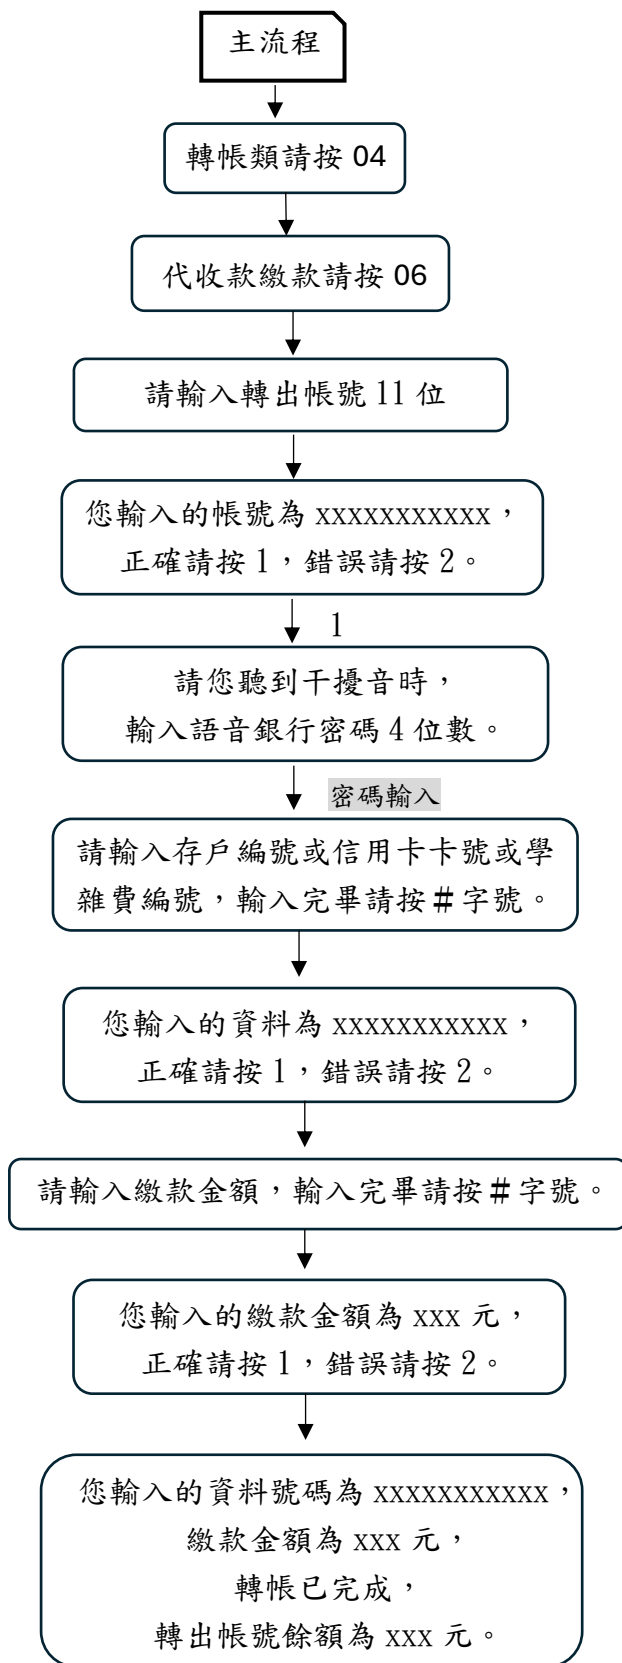 主流程
轉帳類請按 04
代收款繳款請按 06
請輸入轉出帳號 11 位
您輸入的帳號為 xxxxxxxxxxx，
正確請按 1，錯誤請按 2。
1
請您聽到干擾音時，
輸入語音銀行密碼 4 位數。
密碼輸入
請輸入存戶編號或信用卡卡號或學
雜費編號，輸入完畢請按＃字號。
您輸入的資料為 xxxxxxxxxxx，
正確請按 1，錯誤請按 2。
請輸入繳款金額，輸入完畢請按＃字號。
您輸入的繳款金額為 xxx 元，
正確請按 1，錯誤請按 2。
您輸入的資料號碼為 xxxxxxxxxxx，
繳款金額為 xxx 元，
轉帳已完成，
轉出帳號餘額為 xxx 元。